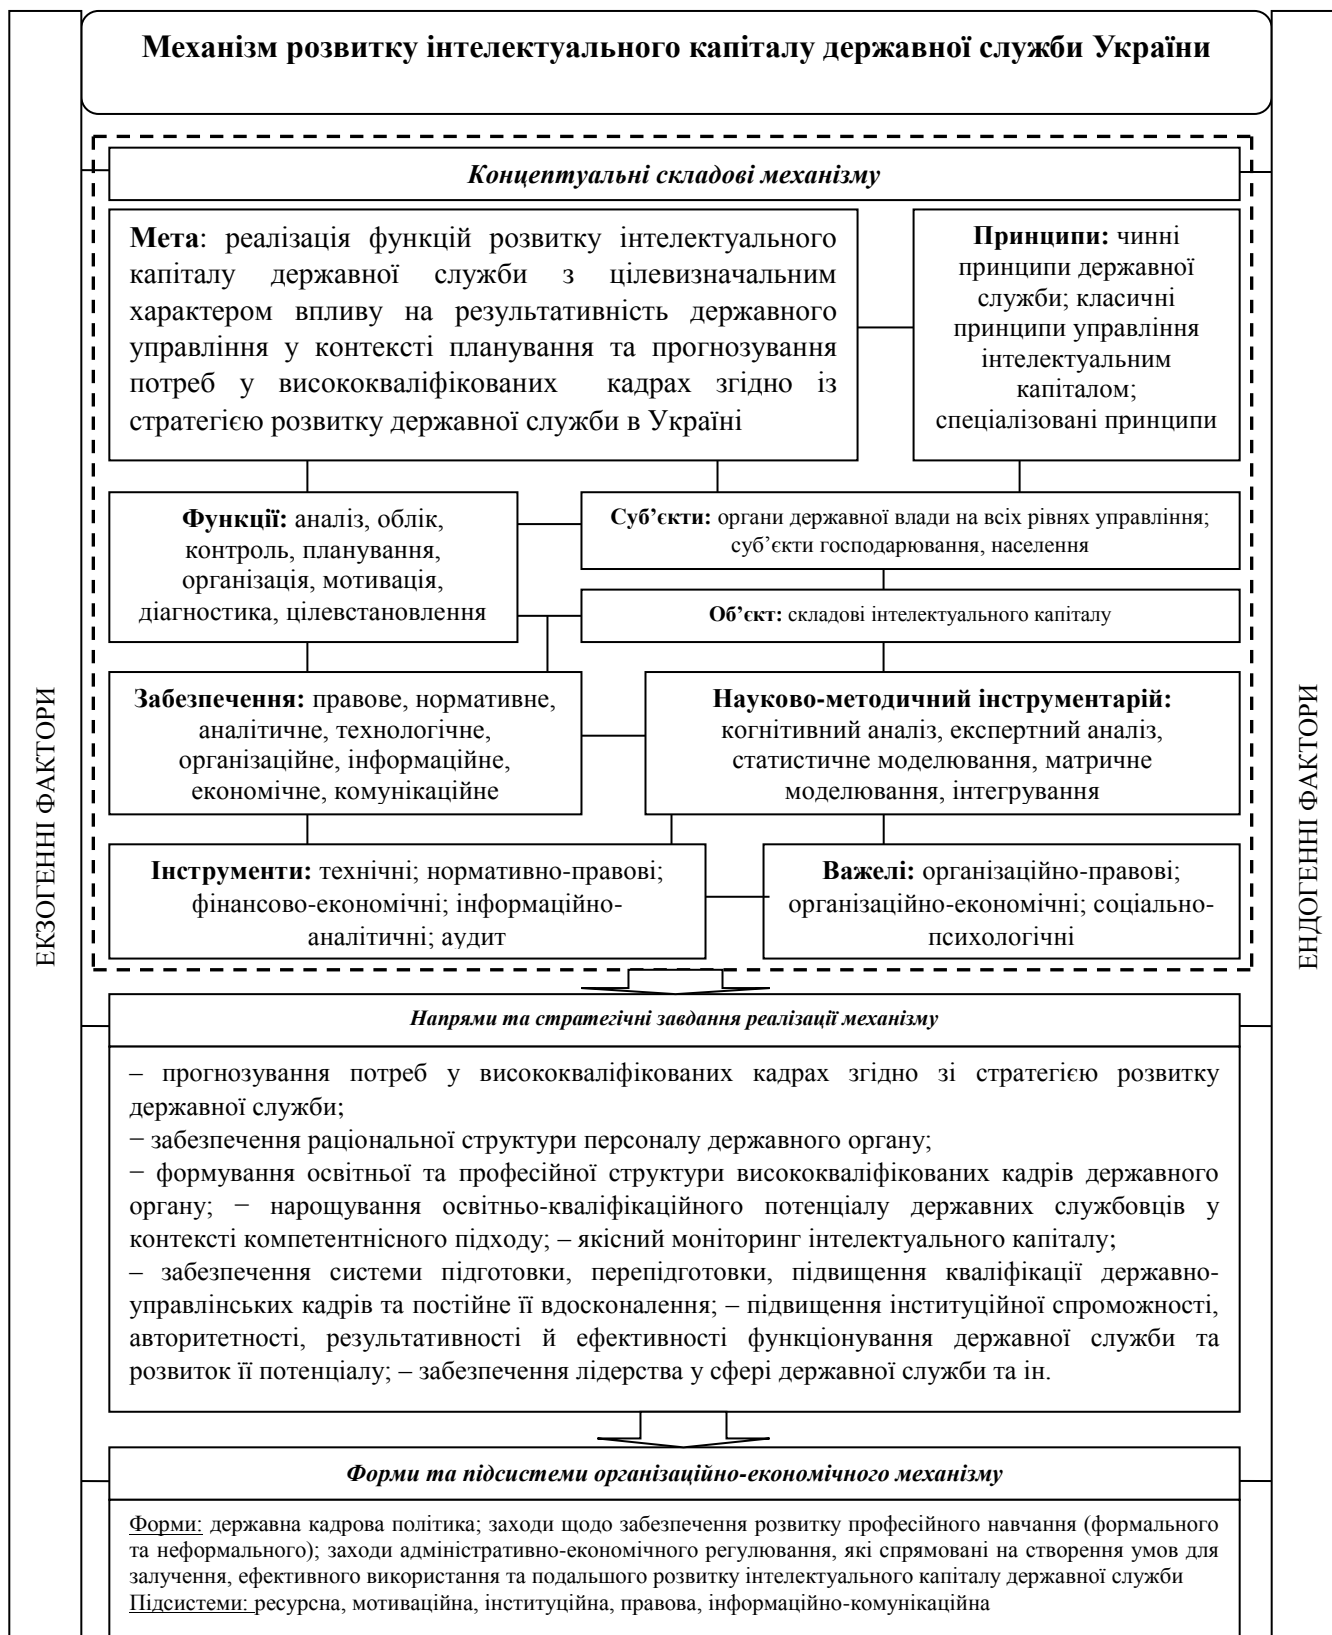 Механізм розвитку інтелектуального капіталу державної служби України
Концептуальні складові механізму
Мета: реалізація функцій розвитку інтелектуального
капіталу державної служби з цілевизначальним
характером впливу на результативність державного
управління у контексті планування та прогнозування
потреб у висококваліфікованих кадрах згідно із
стратегією розвитку державної служби в Україні
Принципи: чинні
принципи державної
служби; класичні
принципи управління
інтелектуальним
капіталом;
спеціалізовані принципи
Функції: аналіз, облік,
контроль, планування,
організація, мотивація,
діагностика, цілевстановлення
Суб’єкти: органи державної влади на всіх рівнях управління;
суб’єкти господарювання, населення
Об’єкт: складові інтелектуального капіталу
Забезпечення: правове, нормативне,
аналітичне, технологічне,
організаційне, інформаційне,
економічне, комунікаційне
Науково-методичний інструментарій:
когнітивний аналіз, експертний аналіз,
статистичне моделювання, матричне
моделювання, інтегрування
Інструменти: технічні; нормативно-правові;
фінансово-економічні; інформаційно-
аналітичні; аудит
Важелі: організаційно-правові;
організаційно-економічні; соціально-
психологічні
ЕКЗОГЕННІ ФАКТОРИ
ЕНДОГЕННІ ФАКТОРИ
Напрями та стратегічні завдання реалізації механізму
– прогнозування потреб у висококваліфікованих кадрах згідно зі стратегією розвитку
державної служби;
− забезпечення раціональної структури персоналу державного органу;
− формування освітньої та професійної структури висококваліфікованих кадрів державного
органу; − нарощування освітньо-кваліфікаційного потенціалу державних службовців у
контексті компетентнісного підходу; – якісний моніторинг інтелектуального капіталу;
– забезпечення системи підготовки, перепідготовки, підвищення кваліфікації державно-
управлінських кадрів та постійне її вдосконалення; – підвищення інституційної спроможності,
авторитетності, результативності й ефективності функціонування державної служби та
розвиток її потенціалу; – забезпечення лідерства у сфері державної служби та ін.
Форми та підсистеми організаційно-економічного механізму
Форми: державна кадрова політика; заходи щодо забезпечення розвитку професійного навчання (формального
та неформального); заходи адміністративно-економічного регулювання, які спрямовані на створення умов для
залучення, ефективного використання та подальшого розвитку інтелектуального капіталу державної служби
Підсистеми: ресурсна, мотиваційна, інституційна, правова, інформаційно-комунікаційна